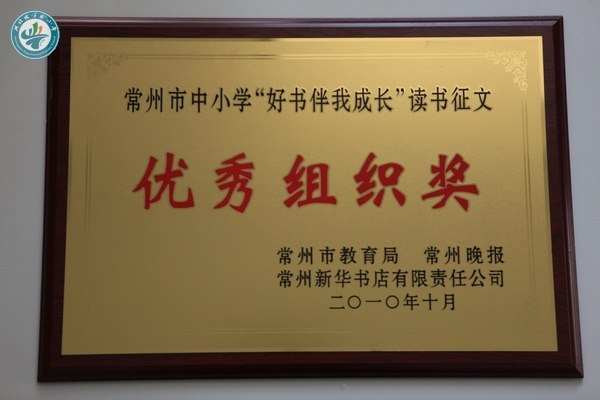 常州市中小学“好书伴我成长”读书征文
优秀组织奖
常州市教育局 常州晚报
常州新华书店有限责任公司
二〇一〇年十月